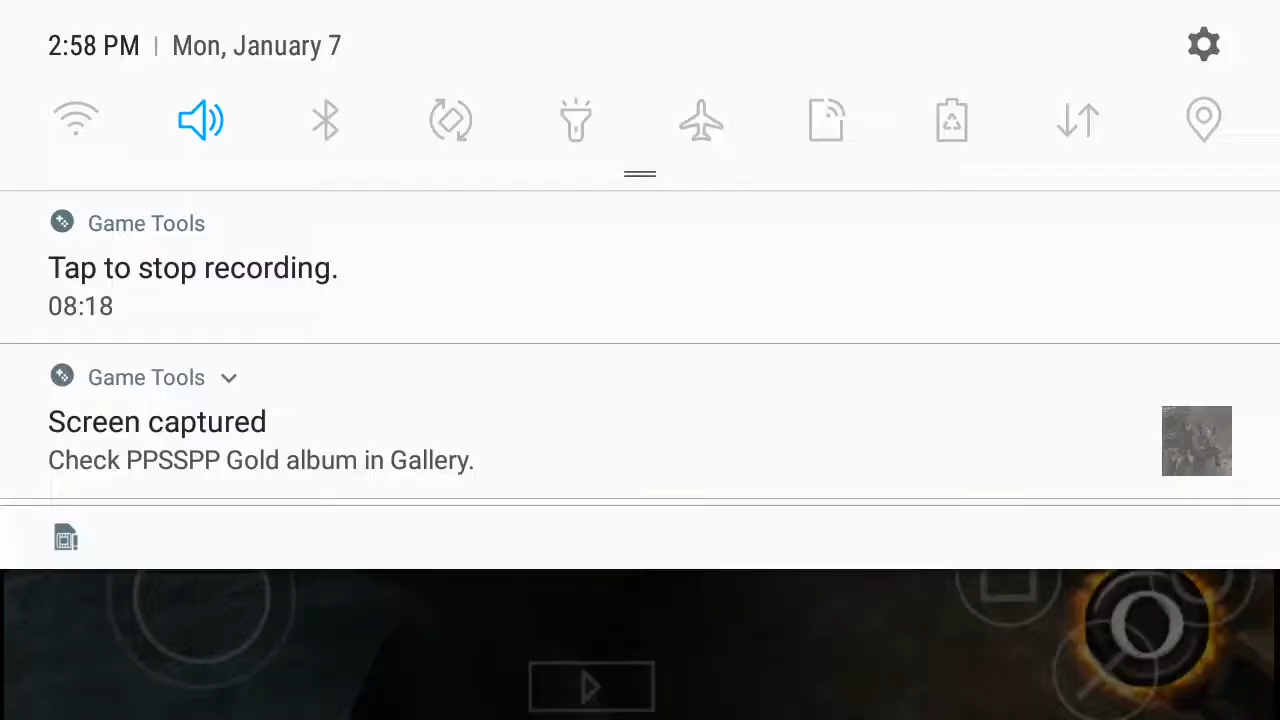 2:58 PM | Mon, January 7
Game Tools
Tap to stop recording.
08:18
Game Tools
Screen captured
Check PPSSPP Gold album in Gallery.